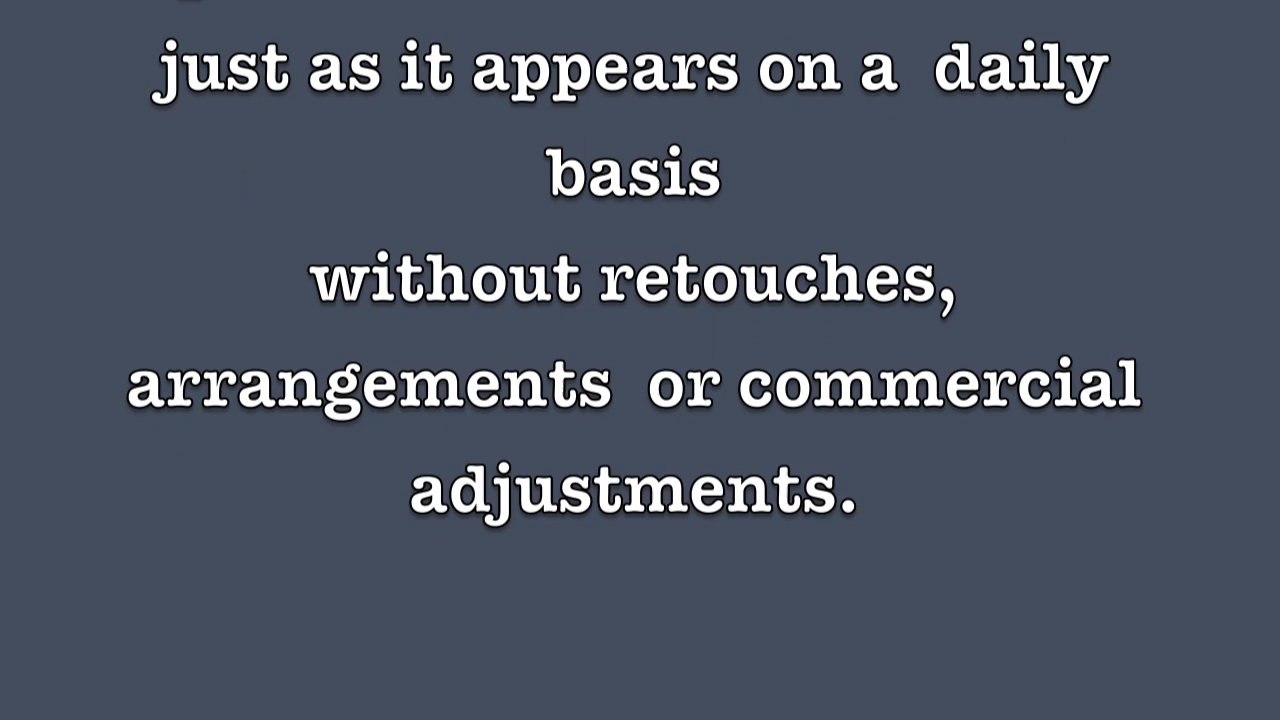 just as it appears on a  daily
basis
without retouches,
arrangements  or commercial
adjustments.